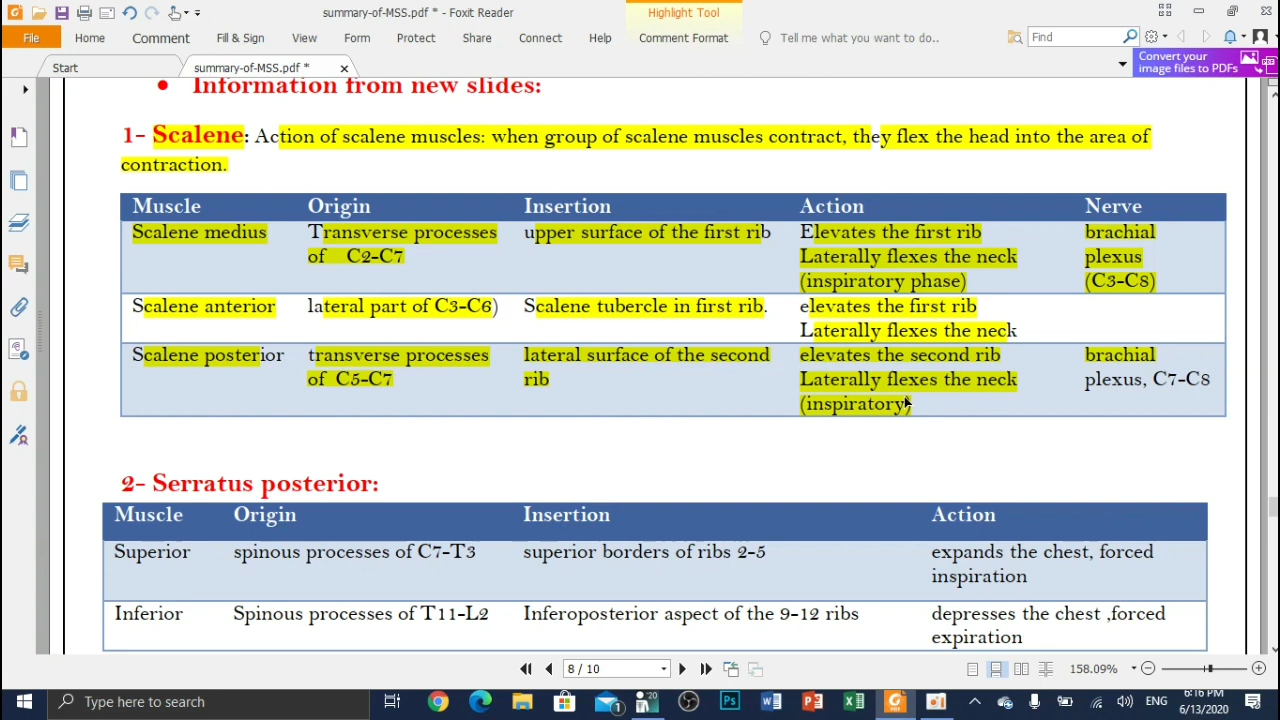 summary-of-MSS.pdf * - Foxit Reader
Highlight Tool
File Home Comment Fill & Sign View Form Protect Share Connect Help Comment Format Tell me what you want to do.. Find
Start summary-of-MSS.pdf *
Convert your
image files to PDFs
• Information from new slides:
1- Scalene: Action of scalene muscles: when group of scalene muscles contract, they flex the head into the area of
contraction.
Muscle Origin Insertion Action Nerve
Scalene medius Transverse processes upper surface of the first rib Elevates the first rib brachial
of C2-C7 Laterally flexes the neck plexus
(inspiratory phase) (C3-C8)
Scalene anterior lateral part of C3-C6) Scalene tubercle in first rib. elevates the first rib
Laterally flexes the neck
Scalene posterior transverse processes lateral surface of the second elevates the second rib brachial
of C5-C7 rib Laterally flexes the neck plexus, C7-C8
(inspiratory)
2- Serratus posterior:
Muscle Origin Insertion Action
Superior spinous processes of C7-T3 superior borders of ribs 2-5 expands the chest, forced
inspiration
Inferior Spinous processes of T11-L2 Inferoposterior aspect of the 9-12 ribs depresses the chest ,forced
expiration
8 / 10 158.09%
Type here to search ENG 6:16 PM
6/13/2020